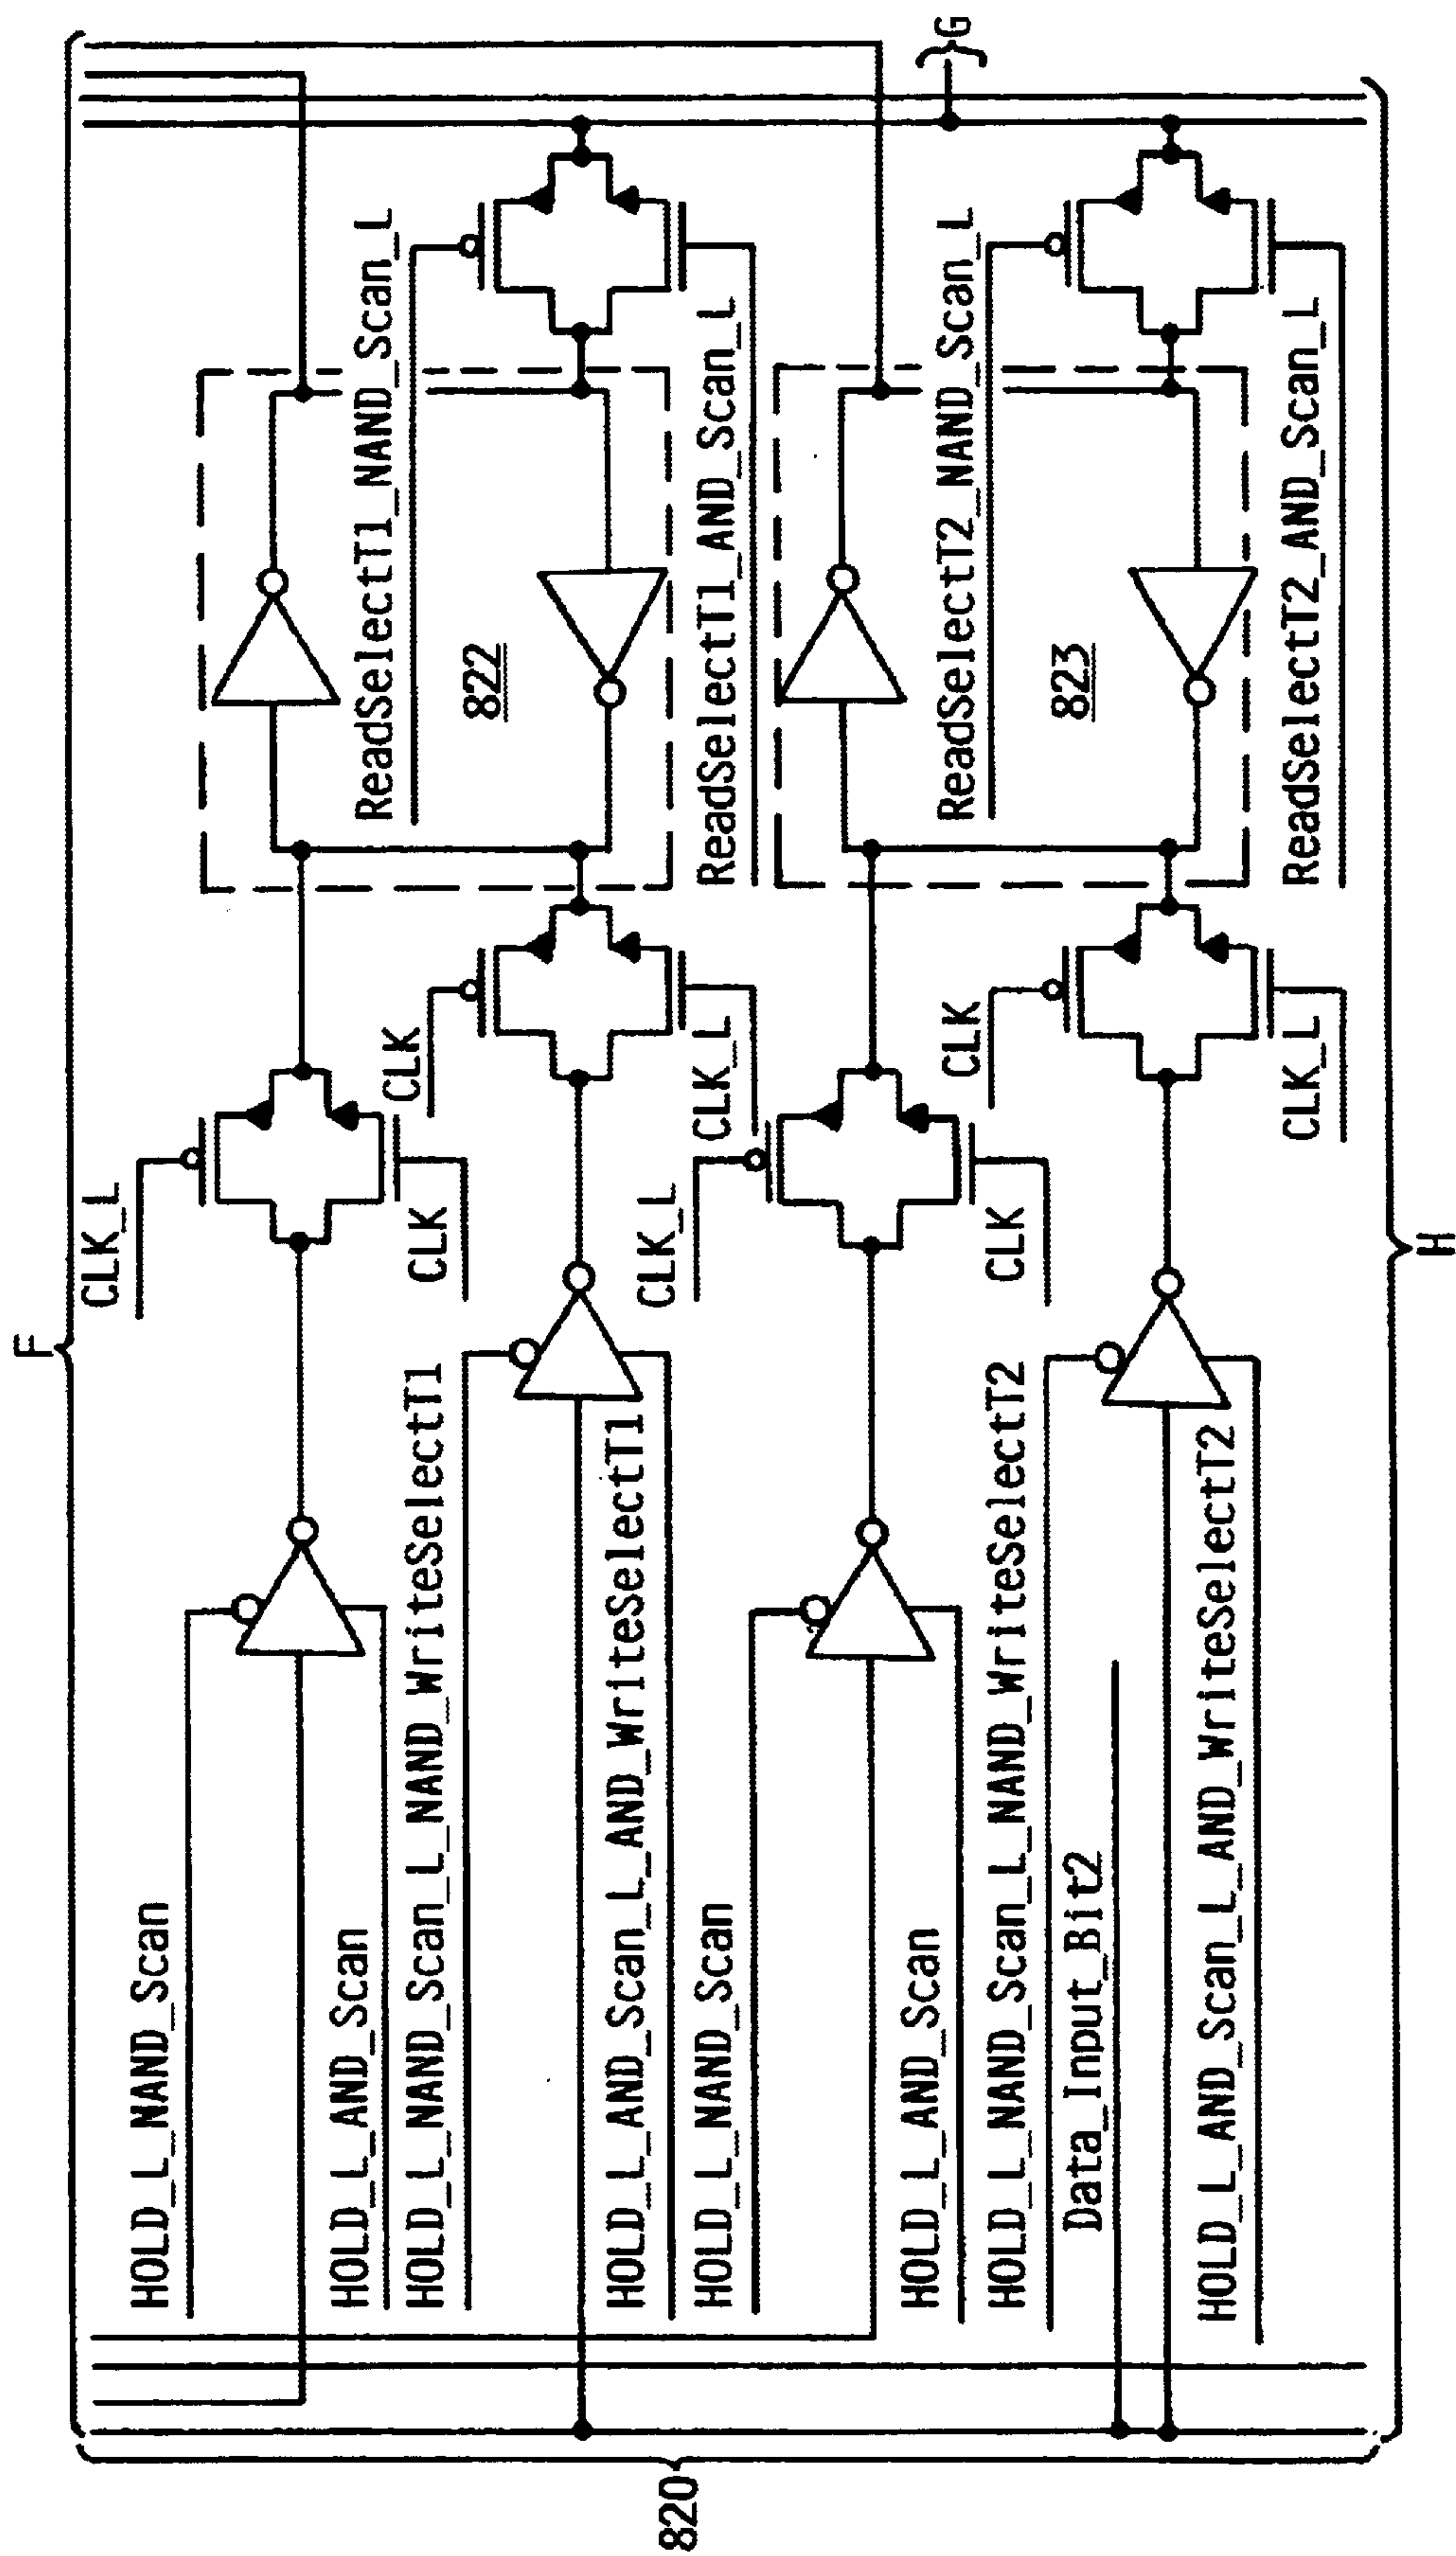 F
CLK_L
HOLD_L_NAND_Scan
HOLD_L_AND_Scan
CLK
CLK
ReadSelectT1_NAND_Scan_L
HOLD_L_NAND_Scan_L_NAND_WriteSelectT1
822
HOLD_L_AND_Scan_L_AND_WriteSelectT1
CLK_L
ReadSelectT1_AND_Scan_L
HOLD_L_NAND_Scan
CLK_L
HOLD_L_AND_Scan
CLK
CLK
ReadSelectT2_NAND_Scan_L
G
HOLD_L_NAND_Scan_L_NAND_WriteSelectT2
Data_Input_Bit2
823
HOLD_L_AND_Scan_L_AND_WriteSelectT2
CLK_L
ReadSelectT2_AND_Scan_L
820
H